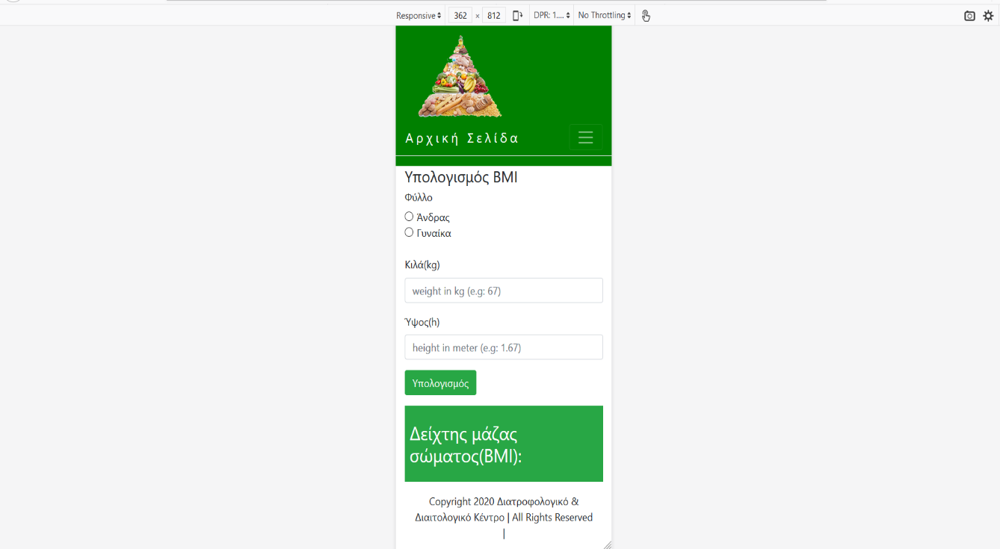 Responsive 362 × 812 DPR: 1.... No Throttling
Αρχική Σελίδα
Υπολογισμός BMI
Φύλλο
Άνδρας
Γυναίκα
Κιλά(kg)
weight in kg (e.g: 67)
Ύψος(h)
height in meter (e.g: 1.67)
Υπολογισμός
Δείχτης μάζας
σώματος(BMI):
Copyright 2020 Διατροφολογικό &
Διαιτολογικό Κέντρο | All Rights Reserved
|